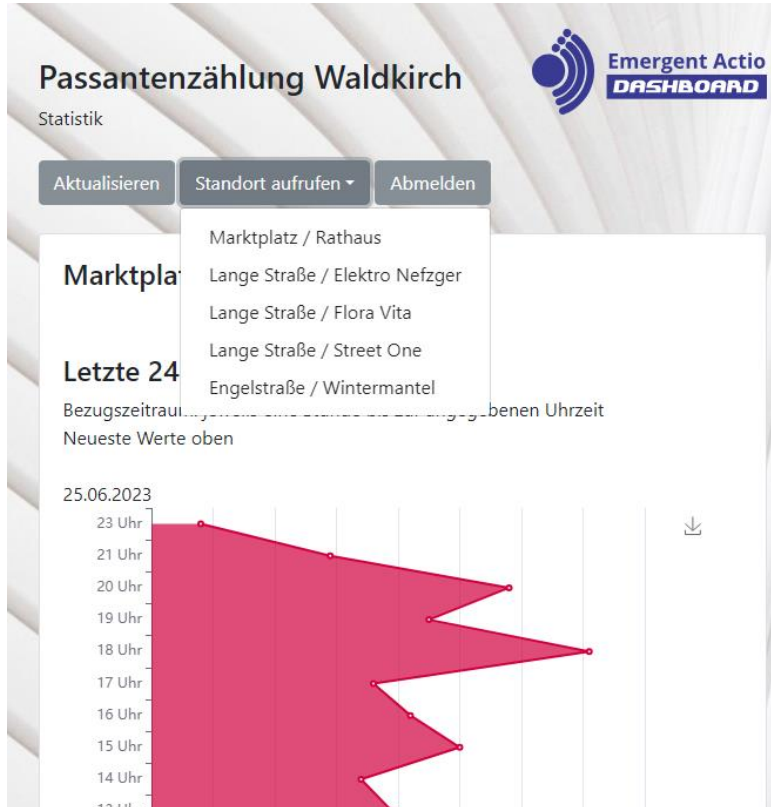 Passantenzählung Waldkirch
Emergent Actio
DASHBOARD
Statistik
Aktualisieren
Standort aufrufen
Abmelden
Marktplatz / Rathaus
Lange Straße / Elektro Nefzger
Lange Straße / Flora Vita
Lange Straße / Street One
Engelstraße / Wintermantel
Marktpla
Letzte 24
Bezugszeitraum benen Uhrzeit
Neueste Werte oben
25.06.2023
23 Uhr
21 Uhr
20 Uhr
19 Uhr
18 Uhr
17 Uhr
16 Uhr
15 Uhr
14 Uhr